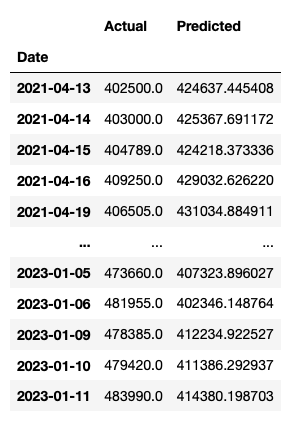 Actual Predicted
Date
2021-04-13 402500.0 424637.445408
2021-04-14 403000.0 425367.691172
2021-04-15 404789.0 424218.373336
2021-04-16 409250.0 429032.626220
2021-04-19 406505.0 431034.884911
... ... ...
2023-01-05 473660.0 407323.896027
2023-01-06 481955.0 402346.148764
2023-01-09 478385.0 412234.922527
2023-01-10 479420.0 411386.292937
2023-01-11 483990.0 414380.198703